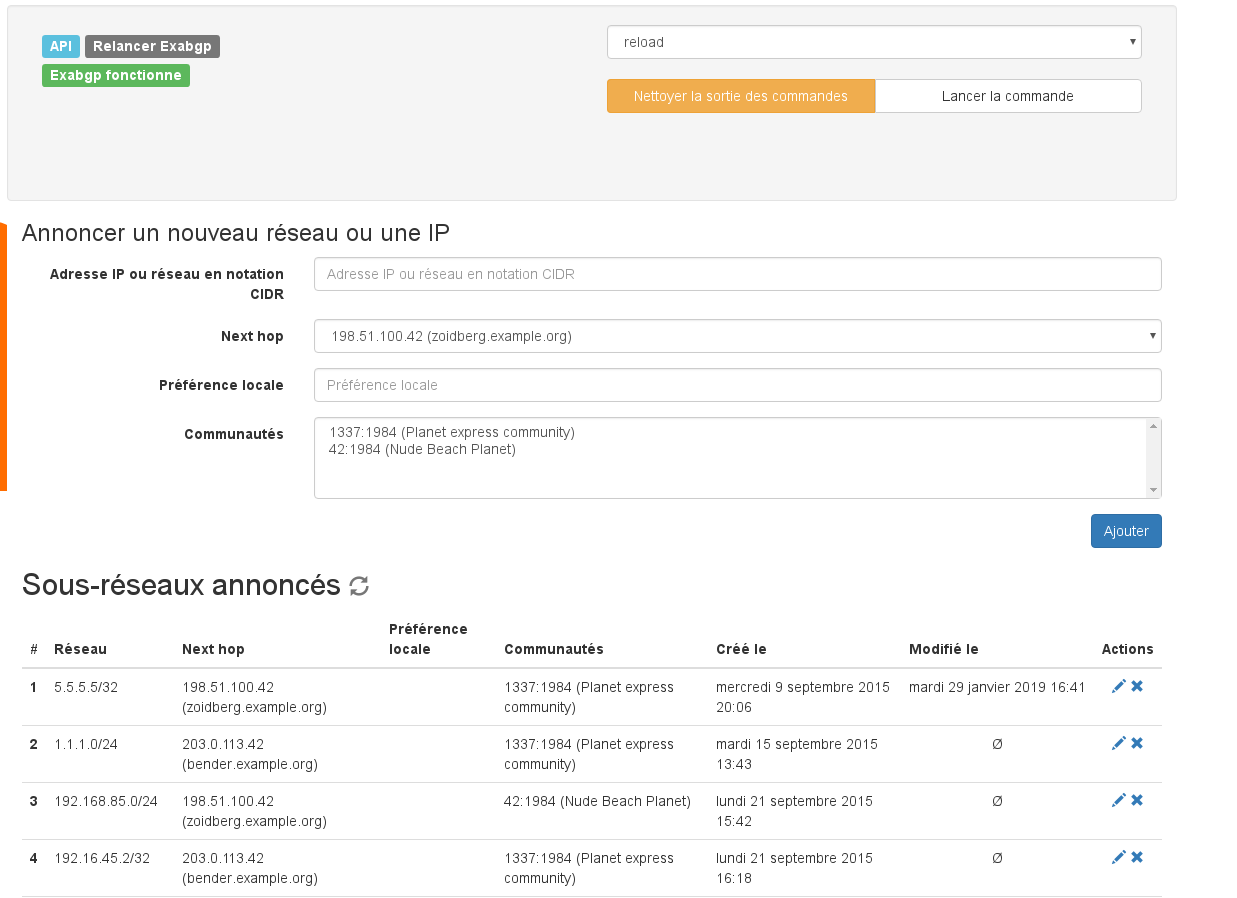 API Relancer Exabgp
Exabgp fonctionne
reload
Nettoyer la sortie des commandes Lancer la commande
Annoncer un nouveau réseau ou une IP
Adresse IP ou réseau en notation
CIDR
Adresse IP ou réseau en notation CIDR
Next hop
198.51.100.42 (zoidberg.example.org)
Préférence locale
Préférence locale
Communautés
1337:1984 (Planet express community)
42:1984 (Nude Beach Planet)
Ajouter
Sous-réseaux annoncés
# Réseau Next hop Préférence locale Communautés Créé le Modifié le Actions
1 5.5.5.5/32 198.51.100.42 1337:1984 (Planet express mercredi 9 septembre 2015 mardi 29 janvier 2019 16:41
(zoidberg.example.org) community) 20:06
2 1.1.1.0/24 203.0.113.42 1337:1984 (Planet express mardi 15 septembre 2015 Ø
(bender.example.org) community) 13:43
3 192.168.85.0/24 198.51.100.42 42:1984 (Nude Beach Planet) lundi 21 septembre 2015 Ø
(zoidberg.example.org) 15:42
4 192.16.45.2/32 203.0.113.42 1337:1984 (Planet express lundi 21 septembre 2015 Ø
(bender.example.org) community) 16:18